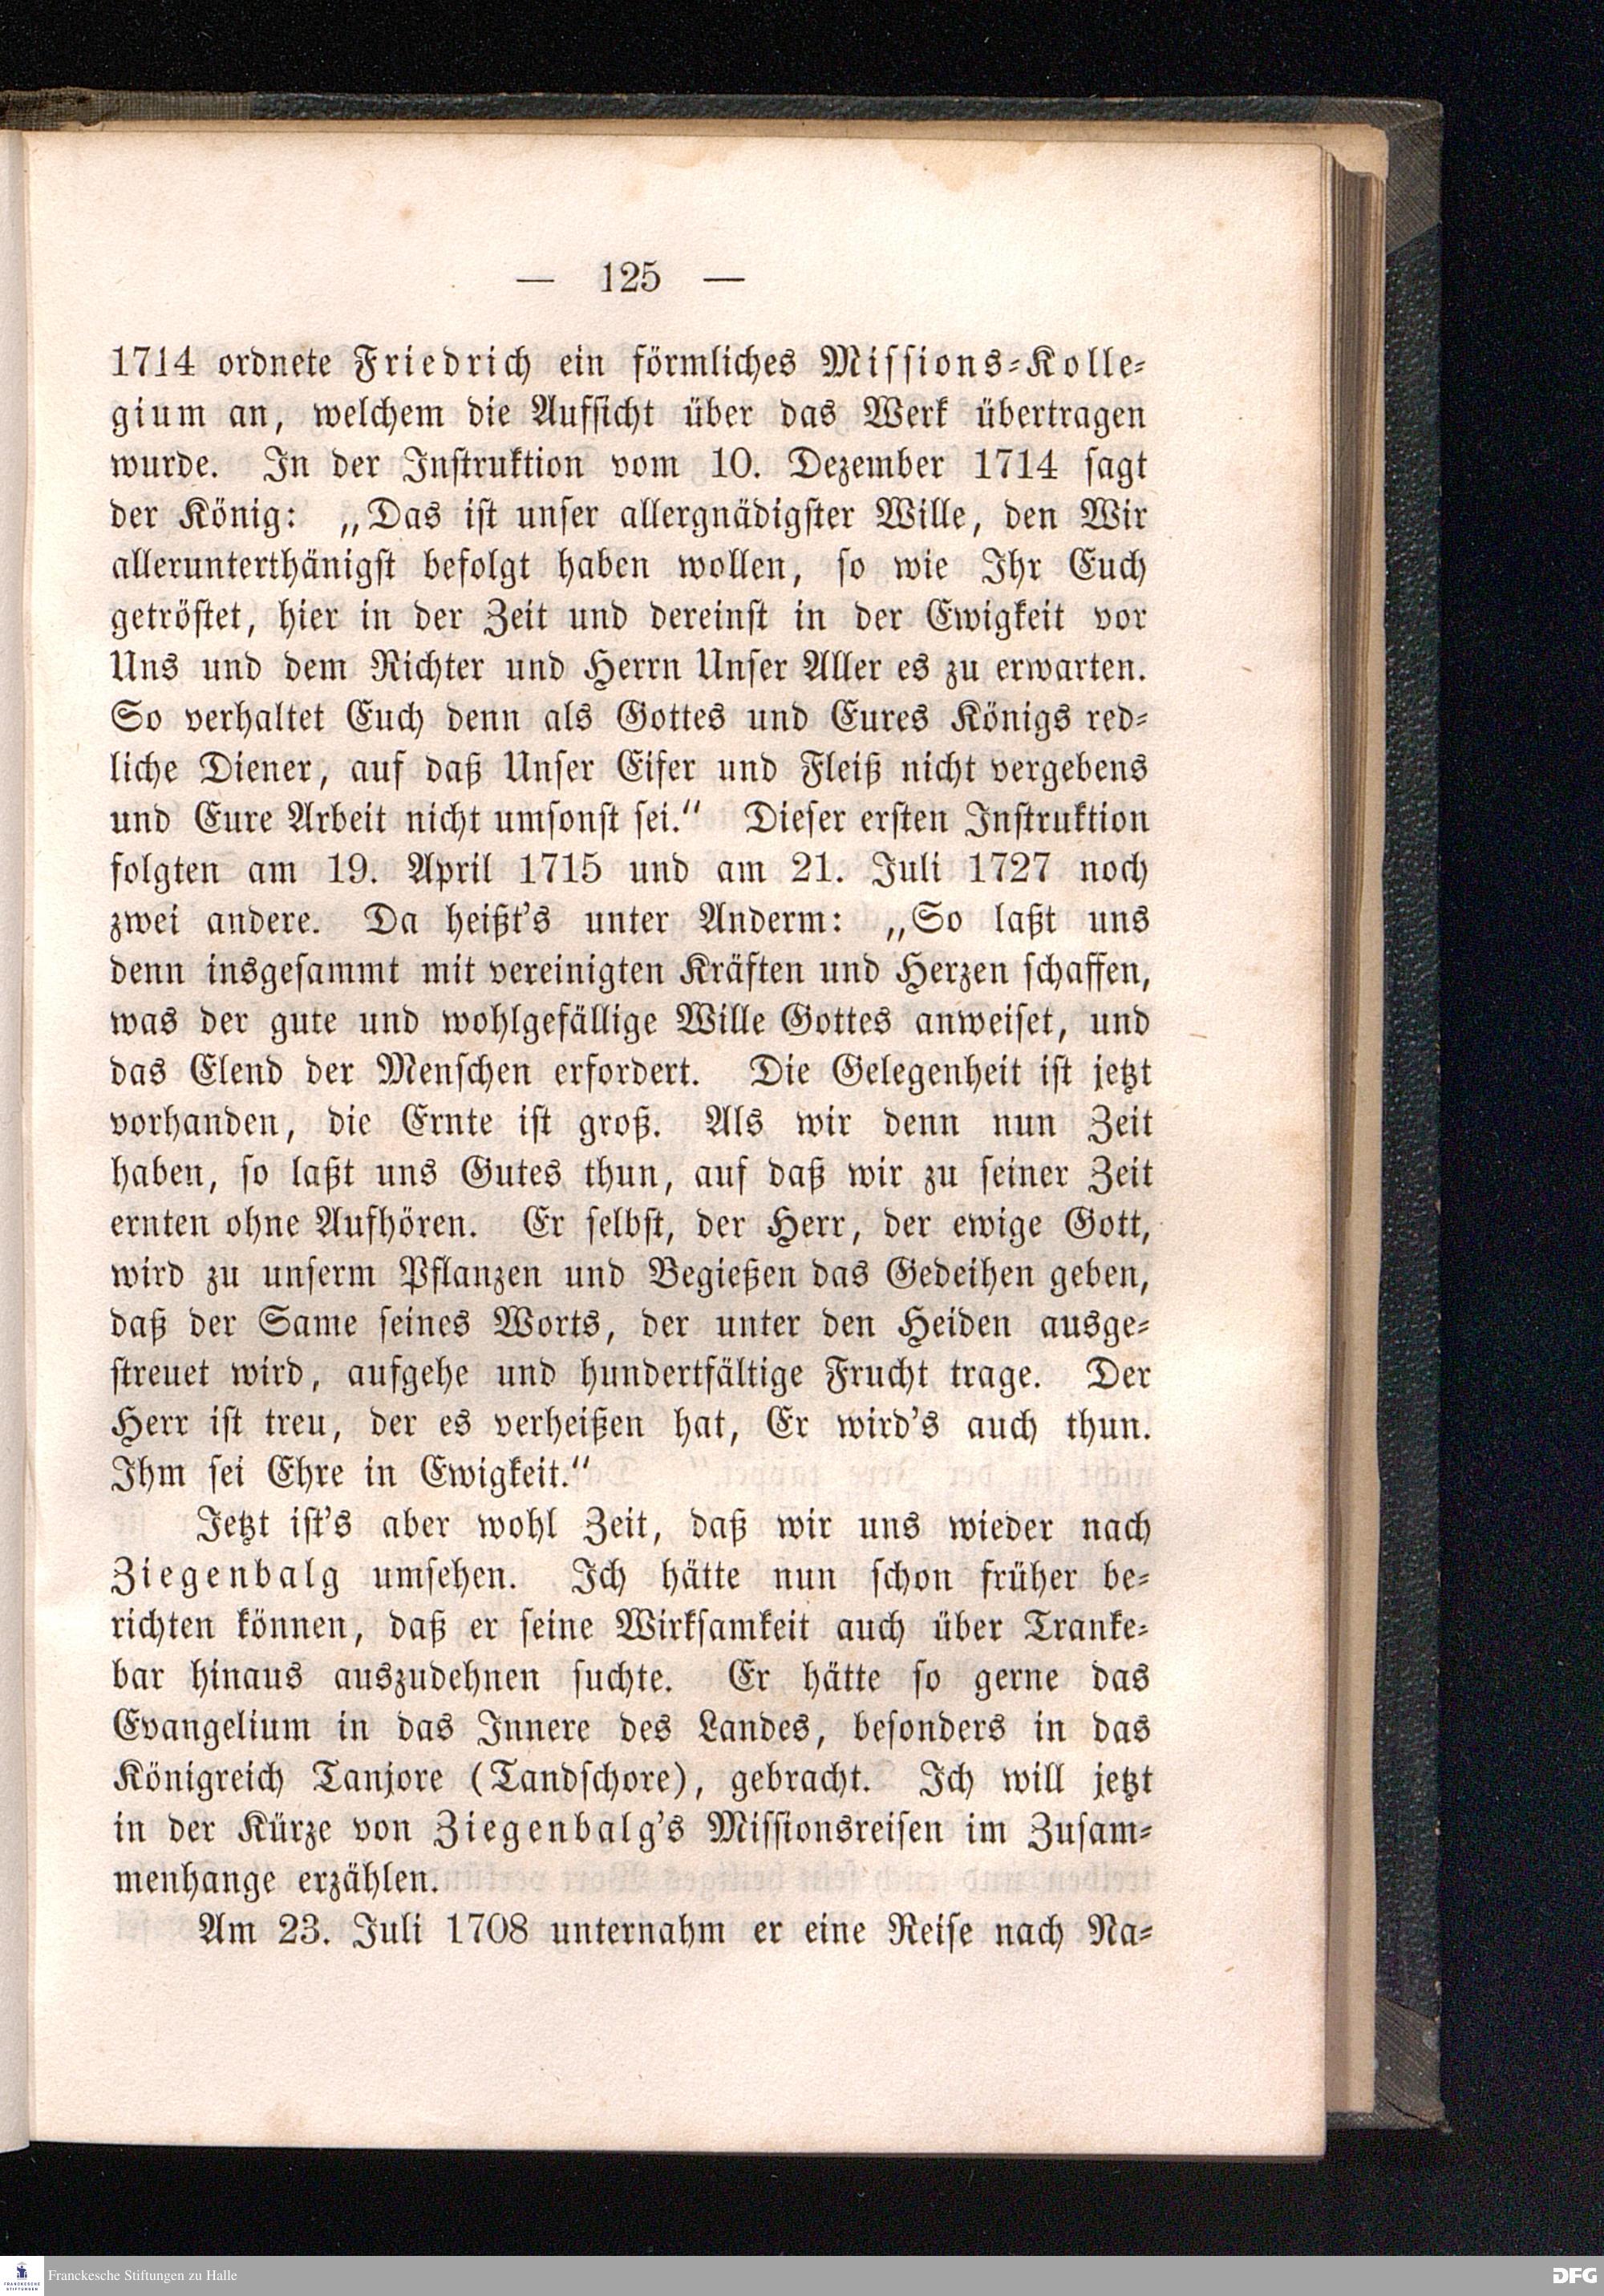 — 125 —
1714 ordnete Friedrich ein förmliches Missions-Kolle-
gium an, welchem die Aufsicht über das Werk übertragen
wurde. In der Instruktion vom 10. Dezember 1714 sagt
der König: „Das ist unser allergnädigster Wille, den Wir
allerunterthänigst befolgt haben wollen, so wie Ihr Euch
getröstet, hier in der Zeit und dereinst in der Ewigkeit vor
Uns und dem Richter und Herrn Unser Aller es zu erwarten.
So verhaltet Euch denn als Gottes und Eures Königs red-
liche Diener, auf daß Unser Eifer und Fleiß nicht vergebens
und Eure Arbeit nicht umsonst sei.“ Dieser ersten Instruktion
folgten am 19. April 1715 und am 21. Juli 1727 noch
zwei andere. Da heißt's unter Anderm: „So laßt uns
denn insgesammt mit vereinigten Kräften und Herzen schaffen,
was der gute und wohlgefällige Wille Gottes anweiset, und
das Elend der Menschen erfordert. Die Gelegenheit ist jetzt
vorhanden, die Ernte ist groß. Als wir denn nun Zeit
haben, so laßt uns Gutes thun, auf daß wir zu seiner Zeit
ernten ohne Aufhören. Er selbst, der Herr, der ewige Gott,
wird zu unserm Pflanzen und Begießen das Gedeihen geben,
daß der Same seines Worts, der unter den Heiden ausge-
streuet wird, aufgehe und hundertfältige Frucht trage. Der
Herr ist treu, der es verheißen hat, Er wird's auch thun.
Ihm sei Ehre in Ewigkeit.“
Jetzt ist's aber wohl Zeit, daß wir uns wieder nach
Ziegenbalg umsehen. Ich hätte nun schon früher be-
richten können, daß er seine Wirksamkeit auch über Tranke-
bar hinaus auszudehnen suchte. Er hätte so gerne das
Evangelium in das Innere des Landes, besonders in das
Königreich Tanjore (Tandschore), gebracht. Ich will jetzt
in der Kürze von Ziegenbalg's Missionsreisen im Zusam-
menhange erzählen.
Am 23. Juli 1708 unternahm er eine Reise nach Na-
FRANCKESCHE
STIFTUNGEN
Franckesche Stiftungen zu Halle
DFG